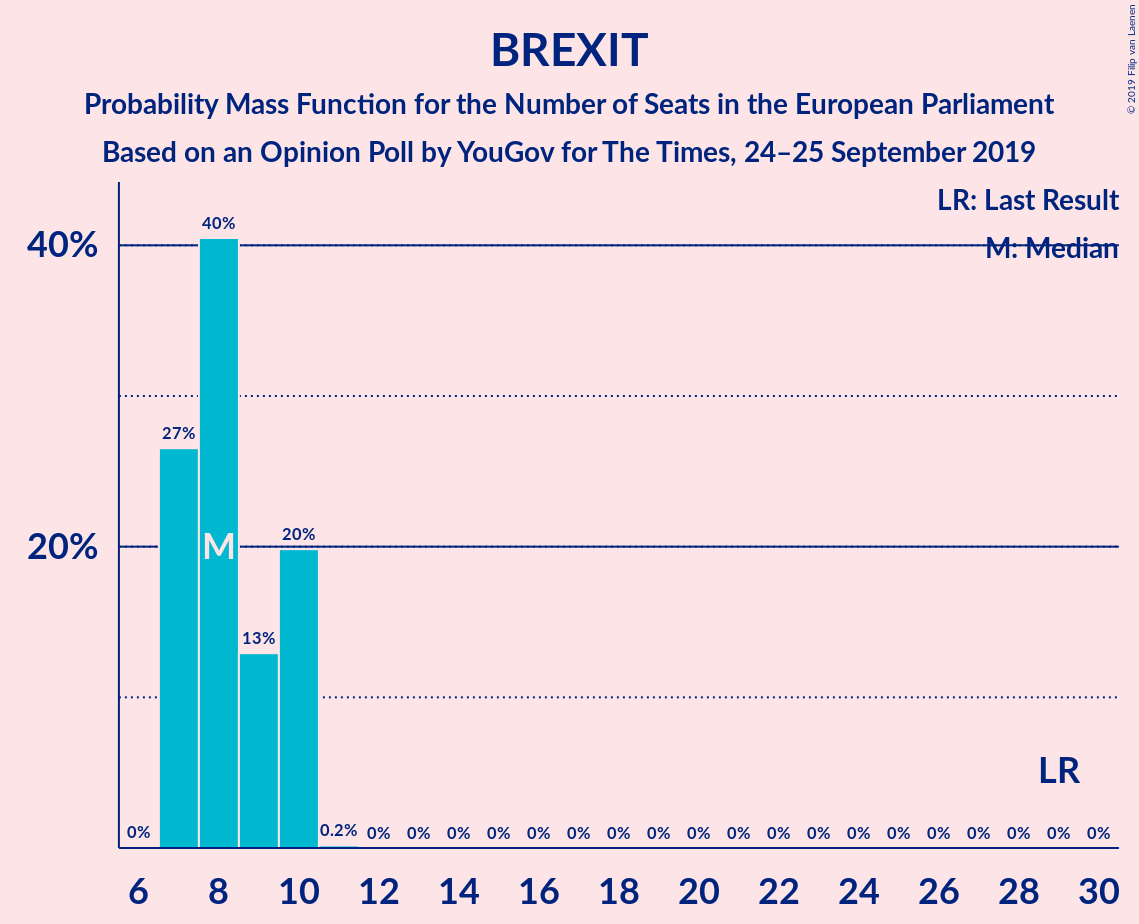 BREXIT
Probability Mass Function for the Number of Seats in the European Parliament
Based on an Opinion Poll by YouGov for The Times, 24–25 September 2019
© 2019 Filip van Laenen
LR: Last Result
M: Median
40%
20%
0%
27%
40%
M
13%
20%
0.2%
0% 0% 0% 0% 0% 0% 0% 0% 0% 0% 0% 0% 0% 0% 0% 0% 0% 0% 0%
LR
6 8 10 12 14 16 18 20 22 24 26 28 30